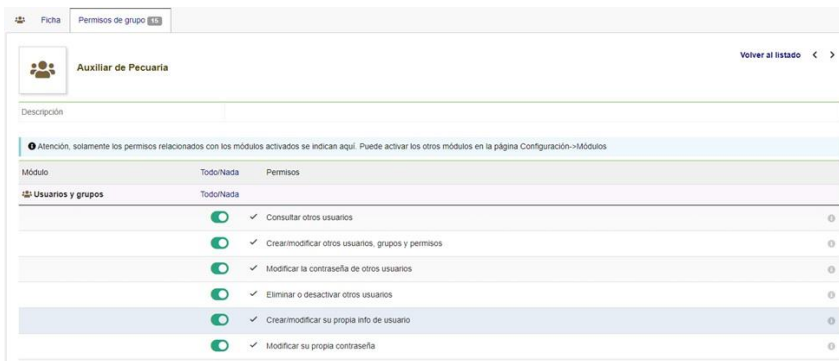 Ficha Permisos de grupo 15
Volver al listado < >
Auxiliar de Pecuaria
Descripción
Atención, solamente los permisos relacionados con los módulos activados se indican aquí. Puede activar los otros módulos en la página Configuración->Módulos
Módulo Todo/Nada Permisos
Usuarios y grupos Todo/Nada
Consultar otros usuarios
Crear/modificar otros usuarios, grupos y permisos
Modificar la contraseña de otros usuarios
Eliminar o desactivar otros usuarios
Crear/modificar su propia info de usuario
Modificar su propia contraseña